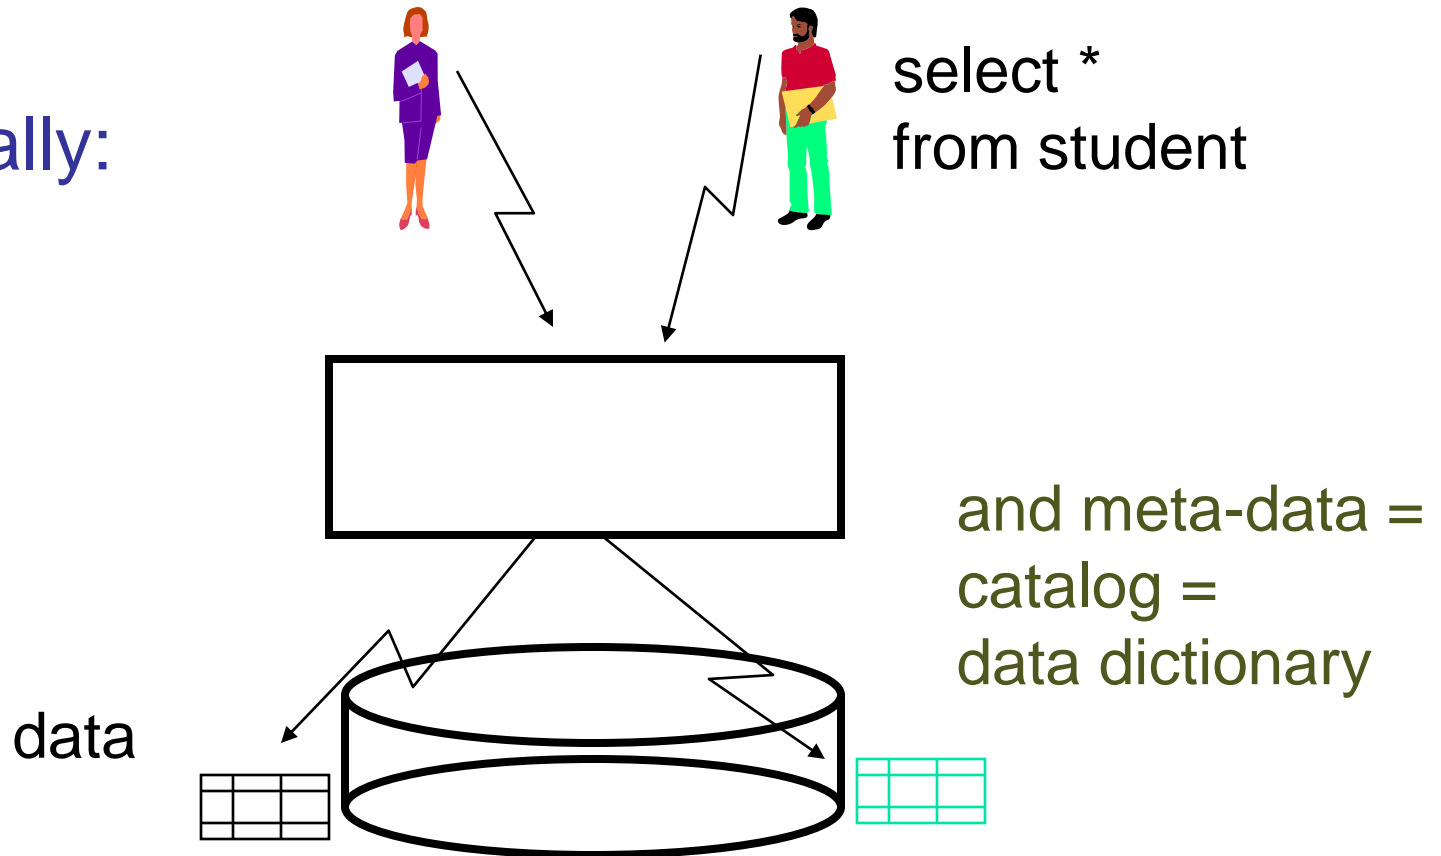 ally:
select *
from student
and meta-data =
catalog =
data dictionary
data